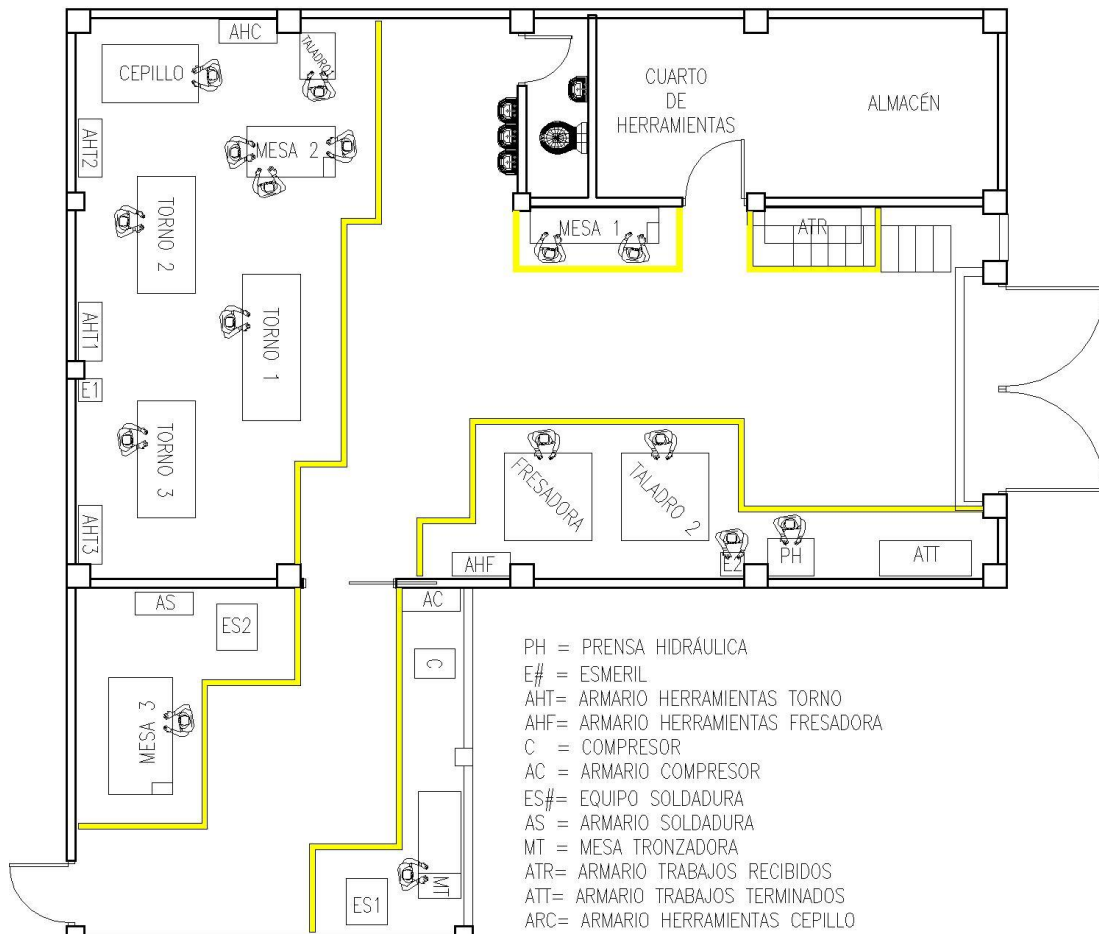 AHC
TALADRO 1
CEPILLO
CUARTO
DE
HERRAMIENTAS
ALMACÉN
AHT2
MESA 2
TORNO 2
MESA 1
ATR
AHT1
TORNO 1
E1
TORNO 3
FRESADORA
TALADRO 2
AHT3
AHF
E2
PH
ATT
AS
ES2
AC
C
MESA 3
MT
ES1
PH = PRENSA HIDRÁULICA
E# = ESMERIL
AHT= ARMARIO HERRAMIENTAS TORNO
AHF= ARMARIO HERRAMIENTAS FRESADORA
C = COMPRESOR
AC = ARMARIO COMPRESOR
ES#= EQUIPO SOLDADURA
AS = ARMARIO SOLDADURA
MT = MESA TRONZADORA
ATR= ARMARIO TRABAJOS RECIBIDOS
ATT= ARMARIO TRABAJOS TERMINADOS
ARC= ARMARIO HERRAMIENTAS CEPILLO